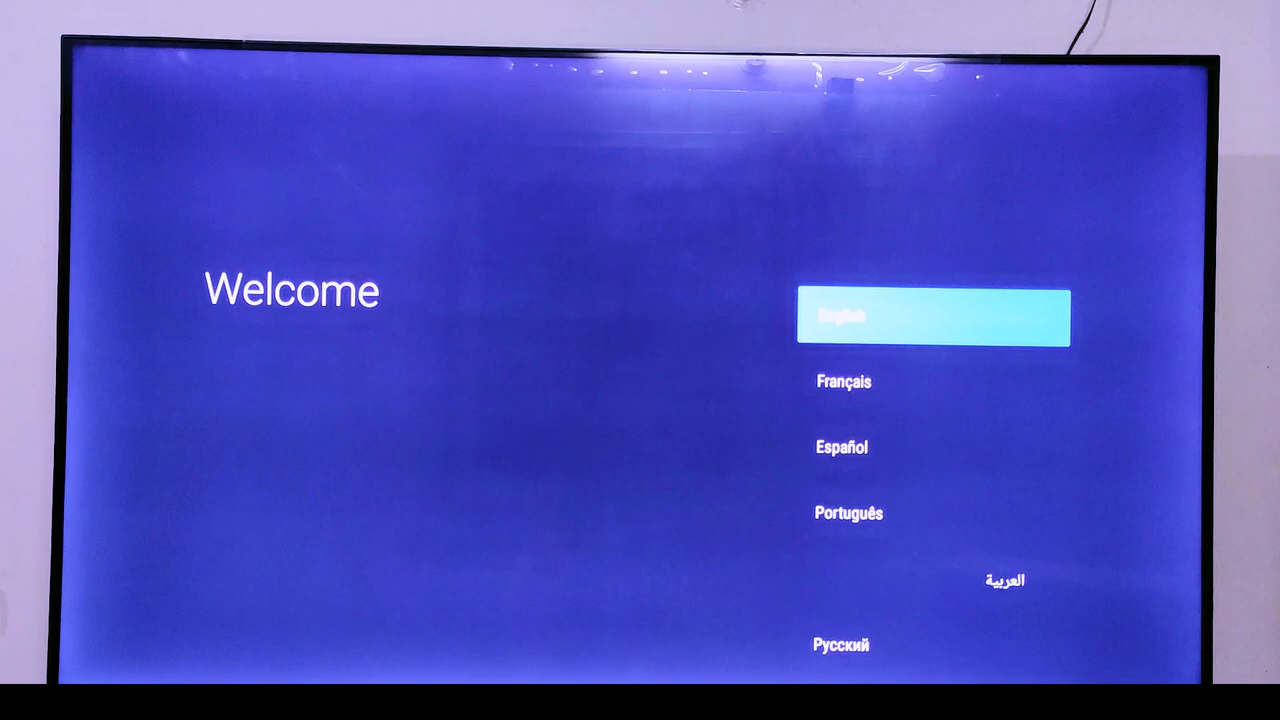 Welcome
English
Français
Español
Português
العربية
Русский